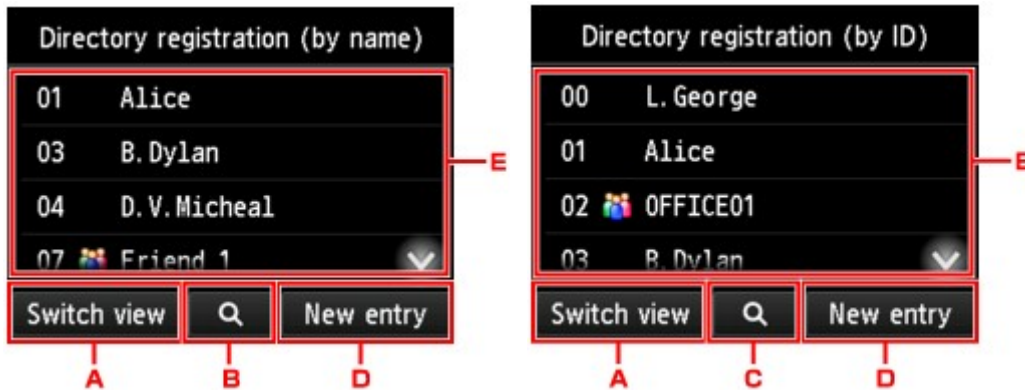 Directory registration (by name)
01 Alice
03 B.Dylan
04 D.V.Micheal
07 Friend 1
Switch view
New entry
E
A
B
D
Directory registration (by ID)
00 L.George
01 Alice
02 OFFICE01
03 B.Dylan
Switch view
New entry
E
A
C
D